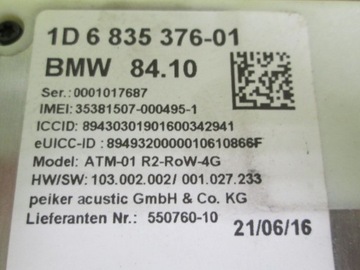 1D 6 835 376-01
BMW 84.10
Ser.: 0001017687
IMEI: 35381507-000495-1
ICCID: 89430301901600342941
eUICC-ID : 8949320000010610866F
Model: ATM-01 R2-RoW-4G
HW/SW: 103.002.002/ 001.027.233
peiker acustic GmbH & Co. KG
Lieferanten Nr.: 550760-10
21/06/16